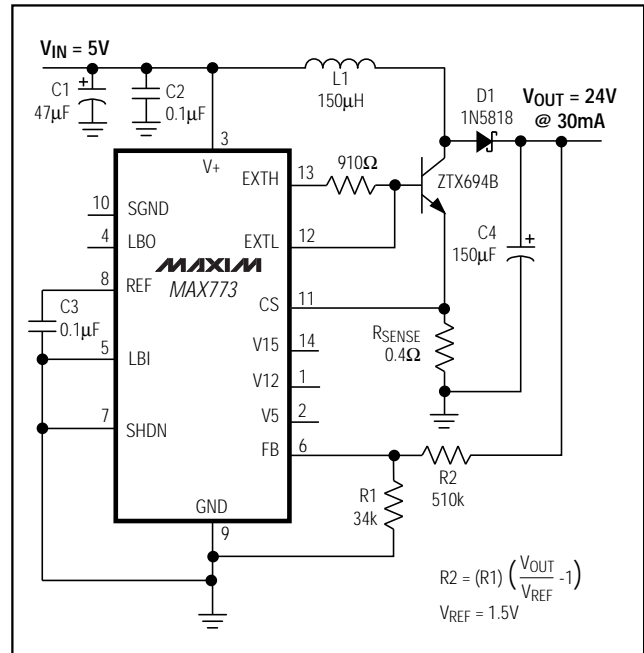 VIN = 5V
C1
47μF
C2
0.1μF
L1
150μH
D1
1N5818
VOUT = 24V
@ 30mA
3
V+
EXTH
13
910Ω
ZTX694B
10
SGND
4
LBO
EXTL
12
C4
150μF
MAXIM
MAX773
8
REF
C3
0.1μF
CS
11
RSENSE
0.4Ω
5
LBI
V15
14
V12
1
7
SHDN
V5
2
FB
6
R2
510k
R1
34k
GND
9
R2 = (R1) (VOUT/VREF -1)
VREF = 1.5V